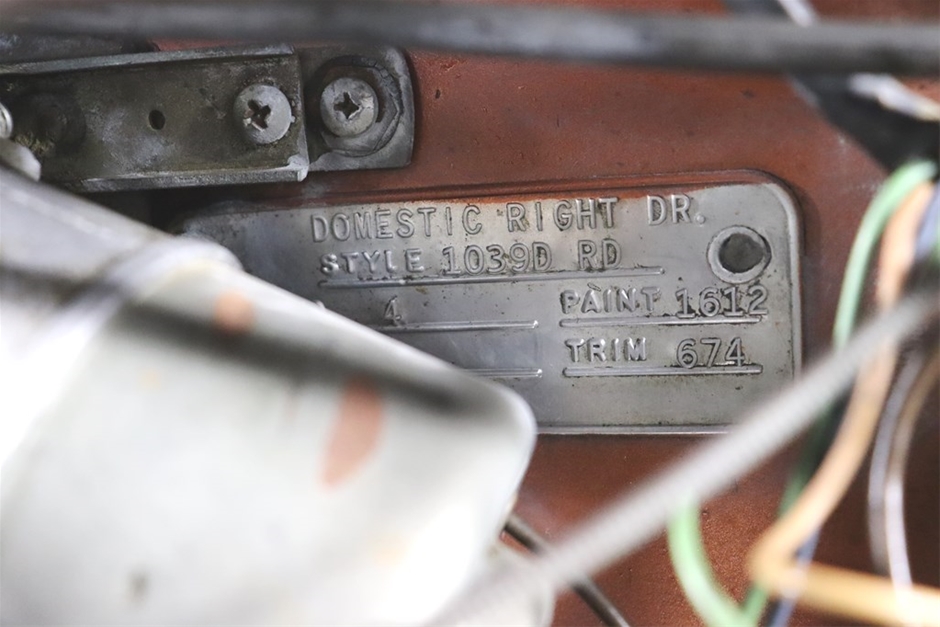 DOMESTIC RIGHT DR.
STYLE 1039D RD
4 PAINT 1612
TRIM 674